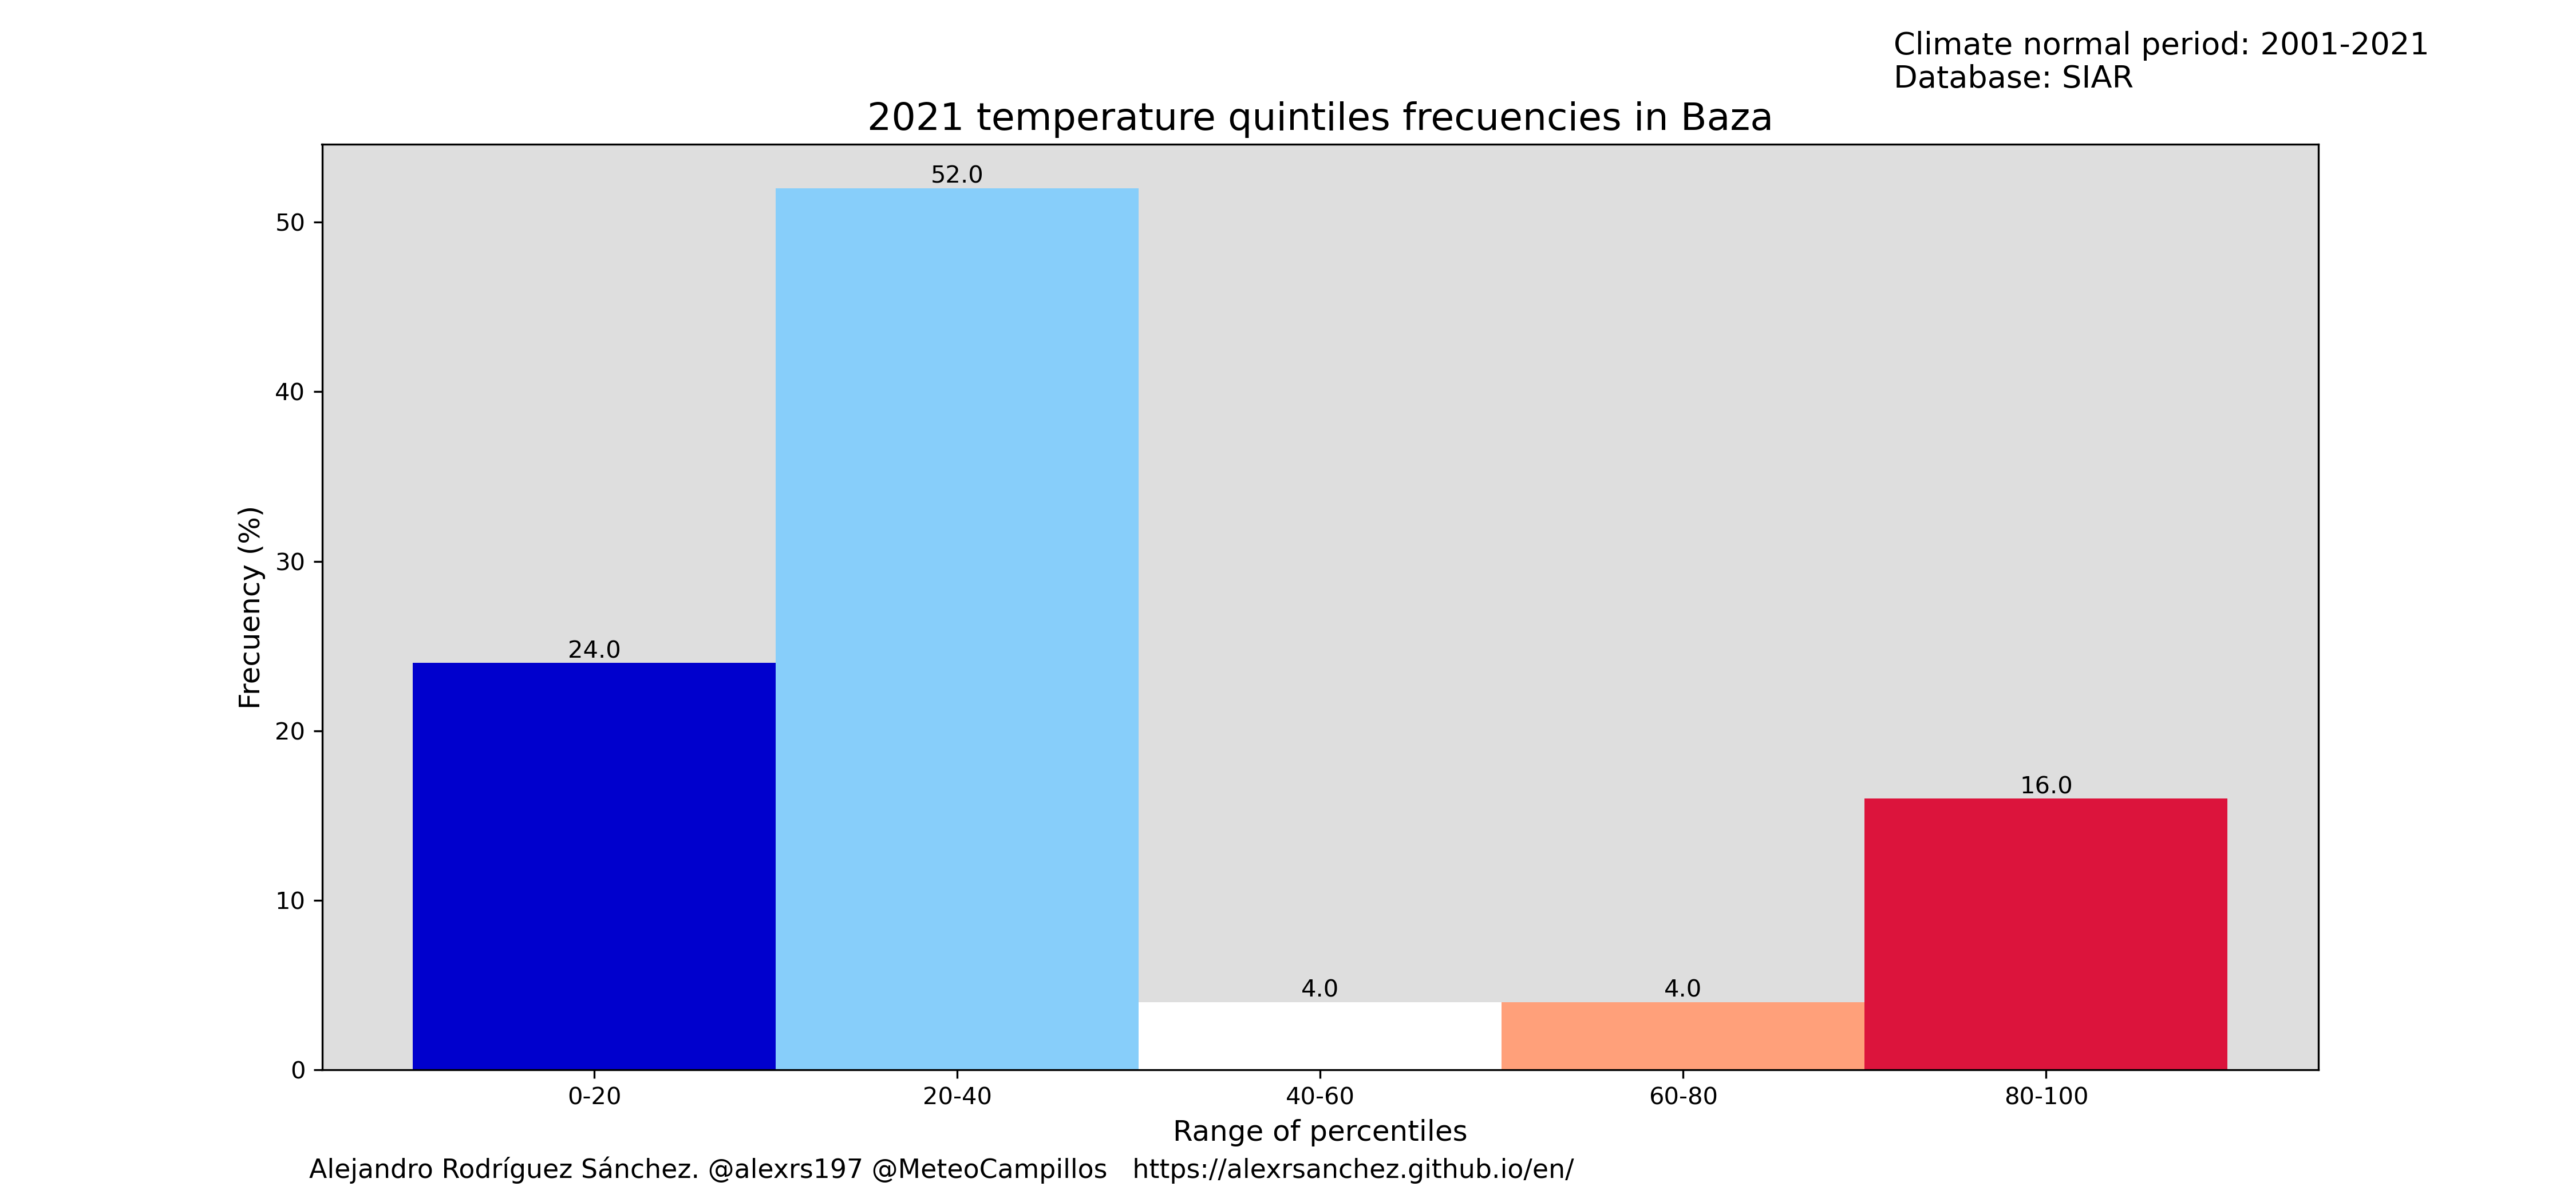 Climate normal period: 2001-2021
Database: SIAR
2021 temperature quintiles frecuencies in Baza
Frecuency (%)
50
40
30
20
10
0
52.0
24.0
4.0
4.0
16.0
0-20
20-40
40-60
60-80
80-100
Range of percentiles
Alejandro Rodríguez Sánchez. @alexrs197 @MeteoCampillos https://alexrsanchez.github.io/en/